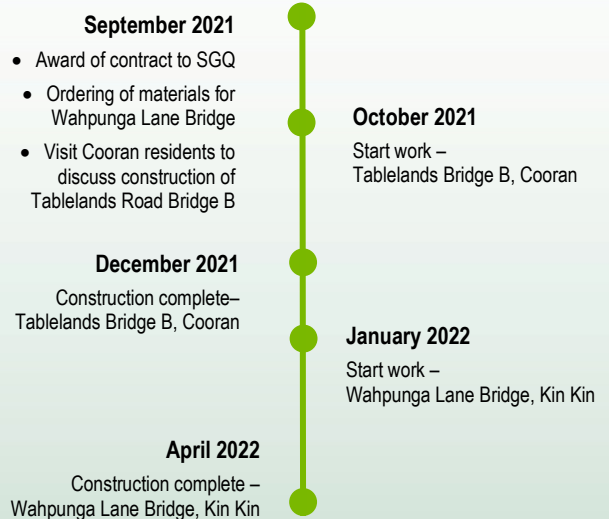 September 2021
• Award of contract to SGQ
• Ordering of materials for
Wahpunga Lane Bridge
• Visit Cooran residents to
discuss construction of
Tablelands Road Bridge B
October 2021
Start work –
Tablelands Bridge B, Cooran
December 2021
Construction complete–
Tablelands Bridge B, Cooran
January 2022
Start work –
Wahpunga Lane Bridge, Kin Kin
April 2022
Construction complete –
Wahpunga Lane Bridge, Kin Kin